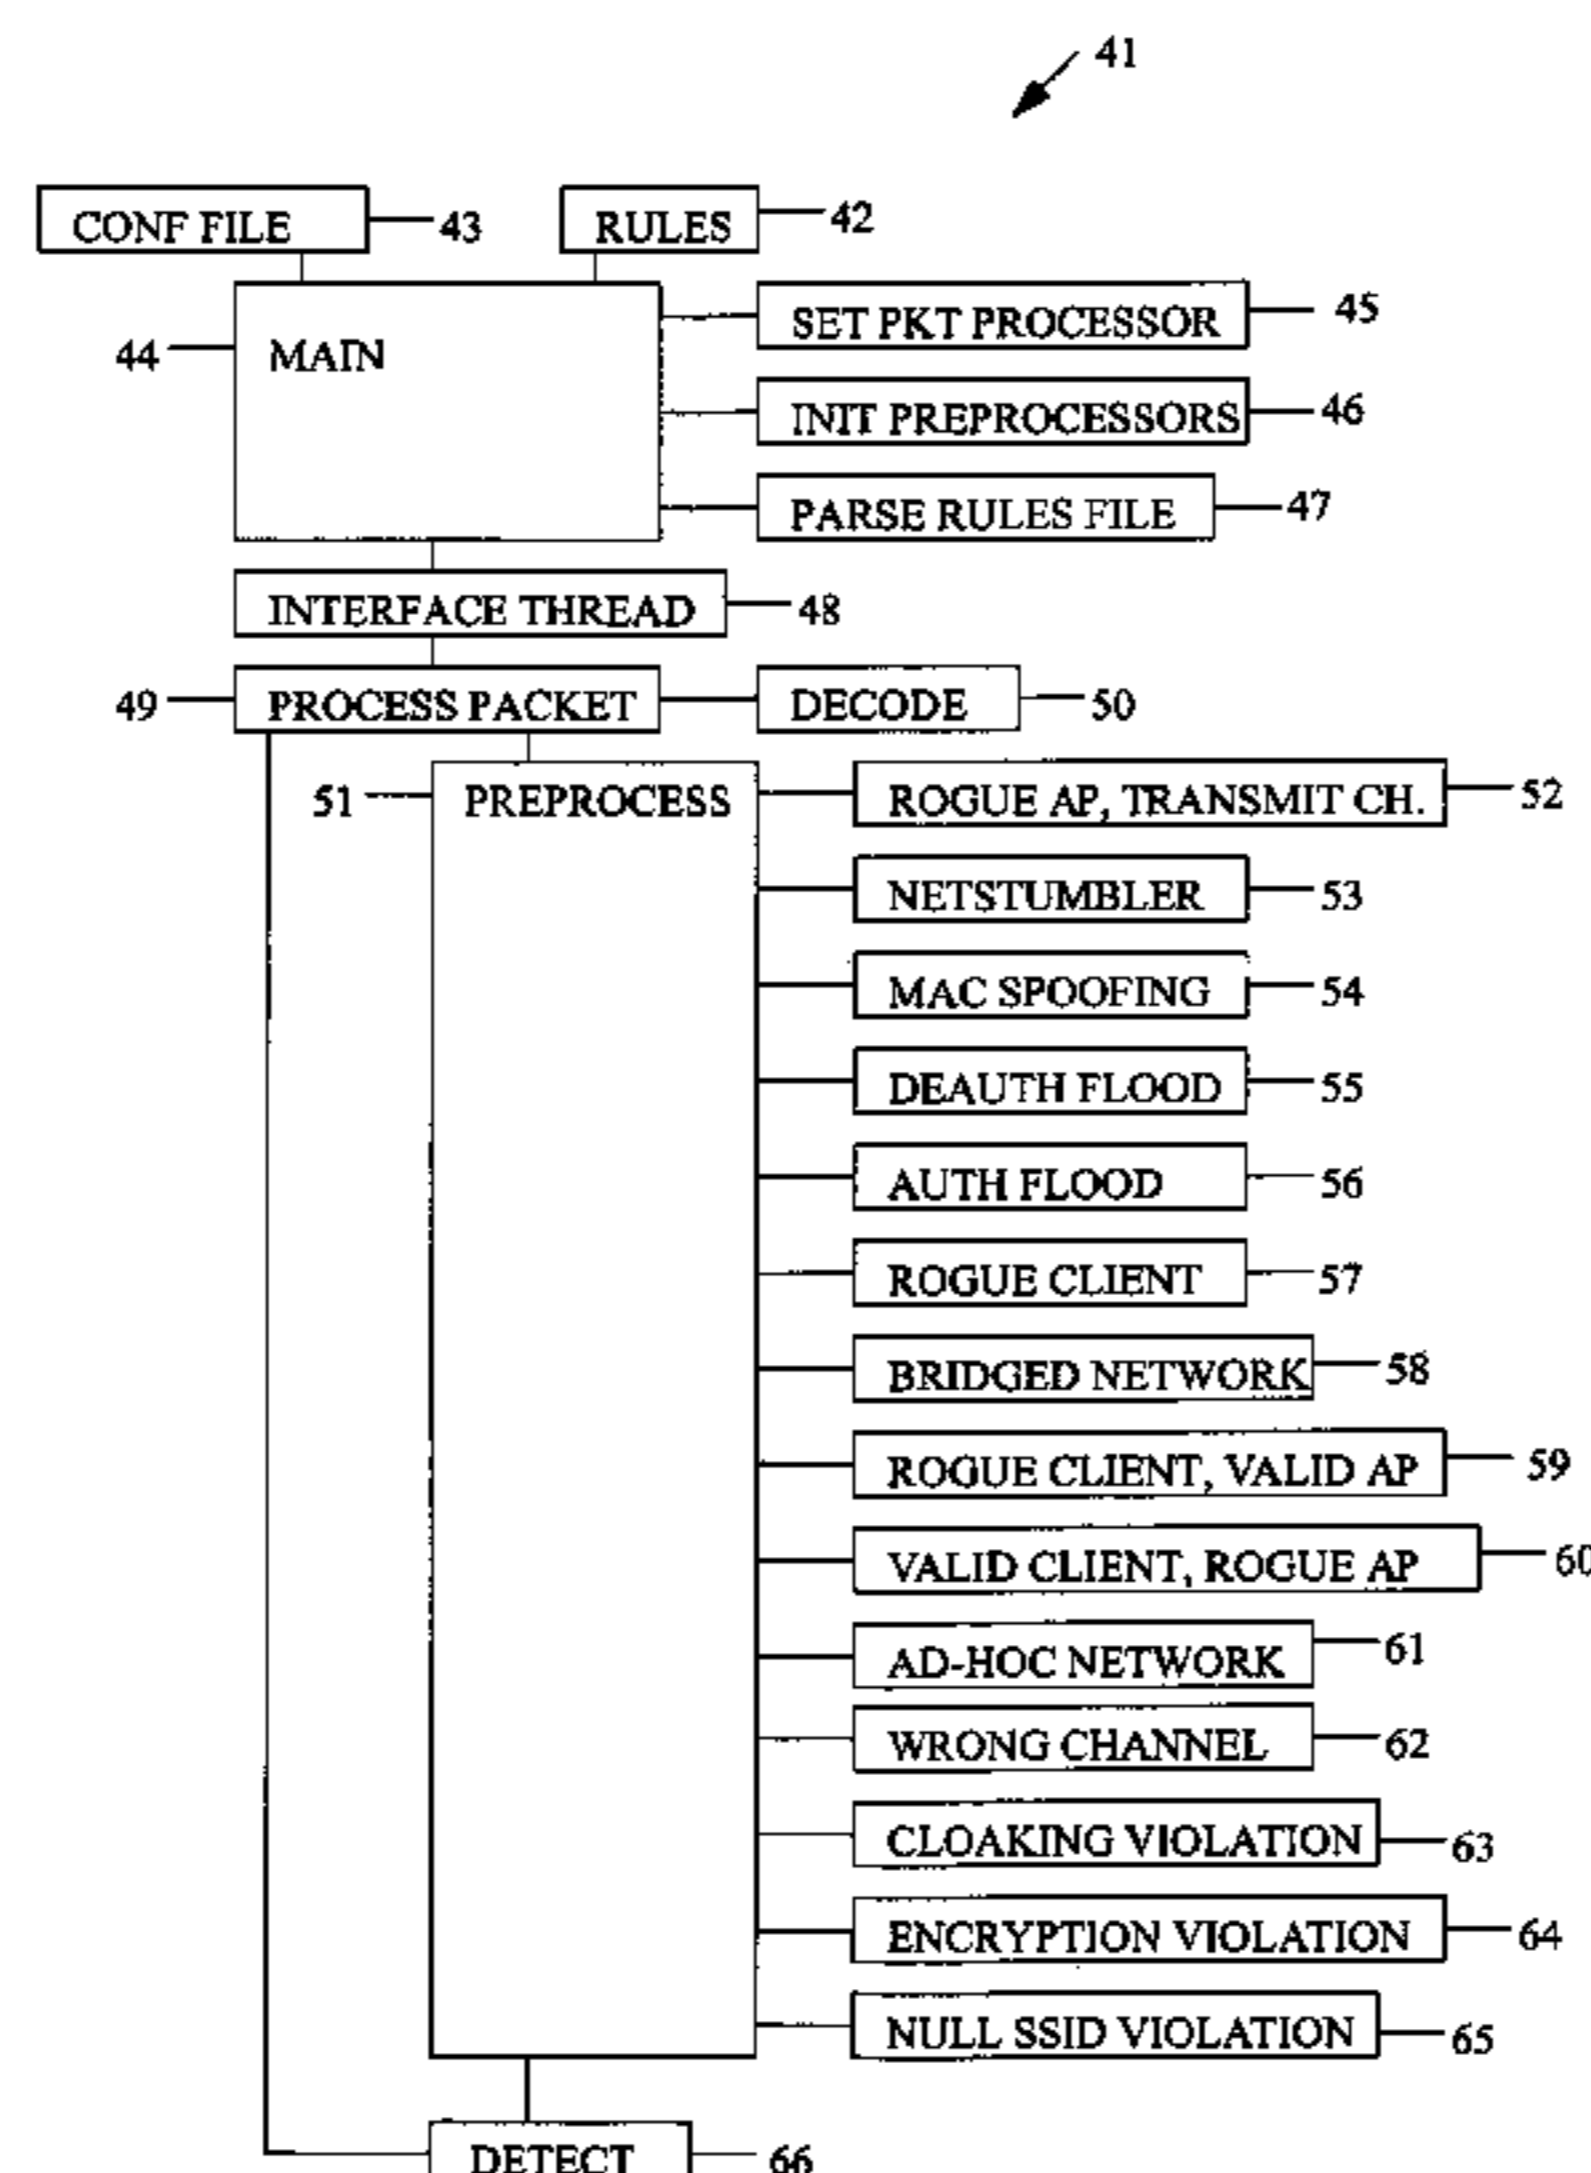 41
CONF FILE 43 RULES 42
SET PKT PROCESSOR 45
44 MAIN
INIT PREPROCESSORS 46
PARSE RULES FILE 47
INTERFACE THREAD 48
49 PROCESS PACKET DECODE 50
51 PREPROCESS ROGUE AP, TRANSMIT CH. 52
NETSTUMBLER 53
MAC SPOOFING 54
DEAUTH FLOOD 55
AUTH FLOOD 56
ROGUE CLIENT 57
BRIDGED NETWORK 58
ROGUE CLIENT, VALID AP 59
VALID CLIENT, ROGUE AP 60
AD-HOC NETWORK 61
WRONG CHANNEL 62
CLOAKING VIOLATION 63
ENCRYPTION VIOLATION 64
NULL SSID VIOLATION 65
DETECT 66